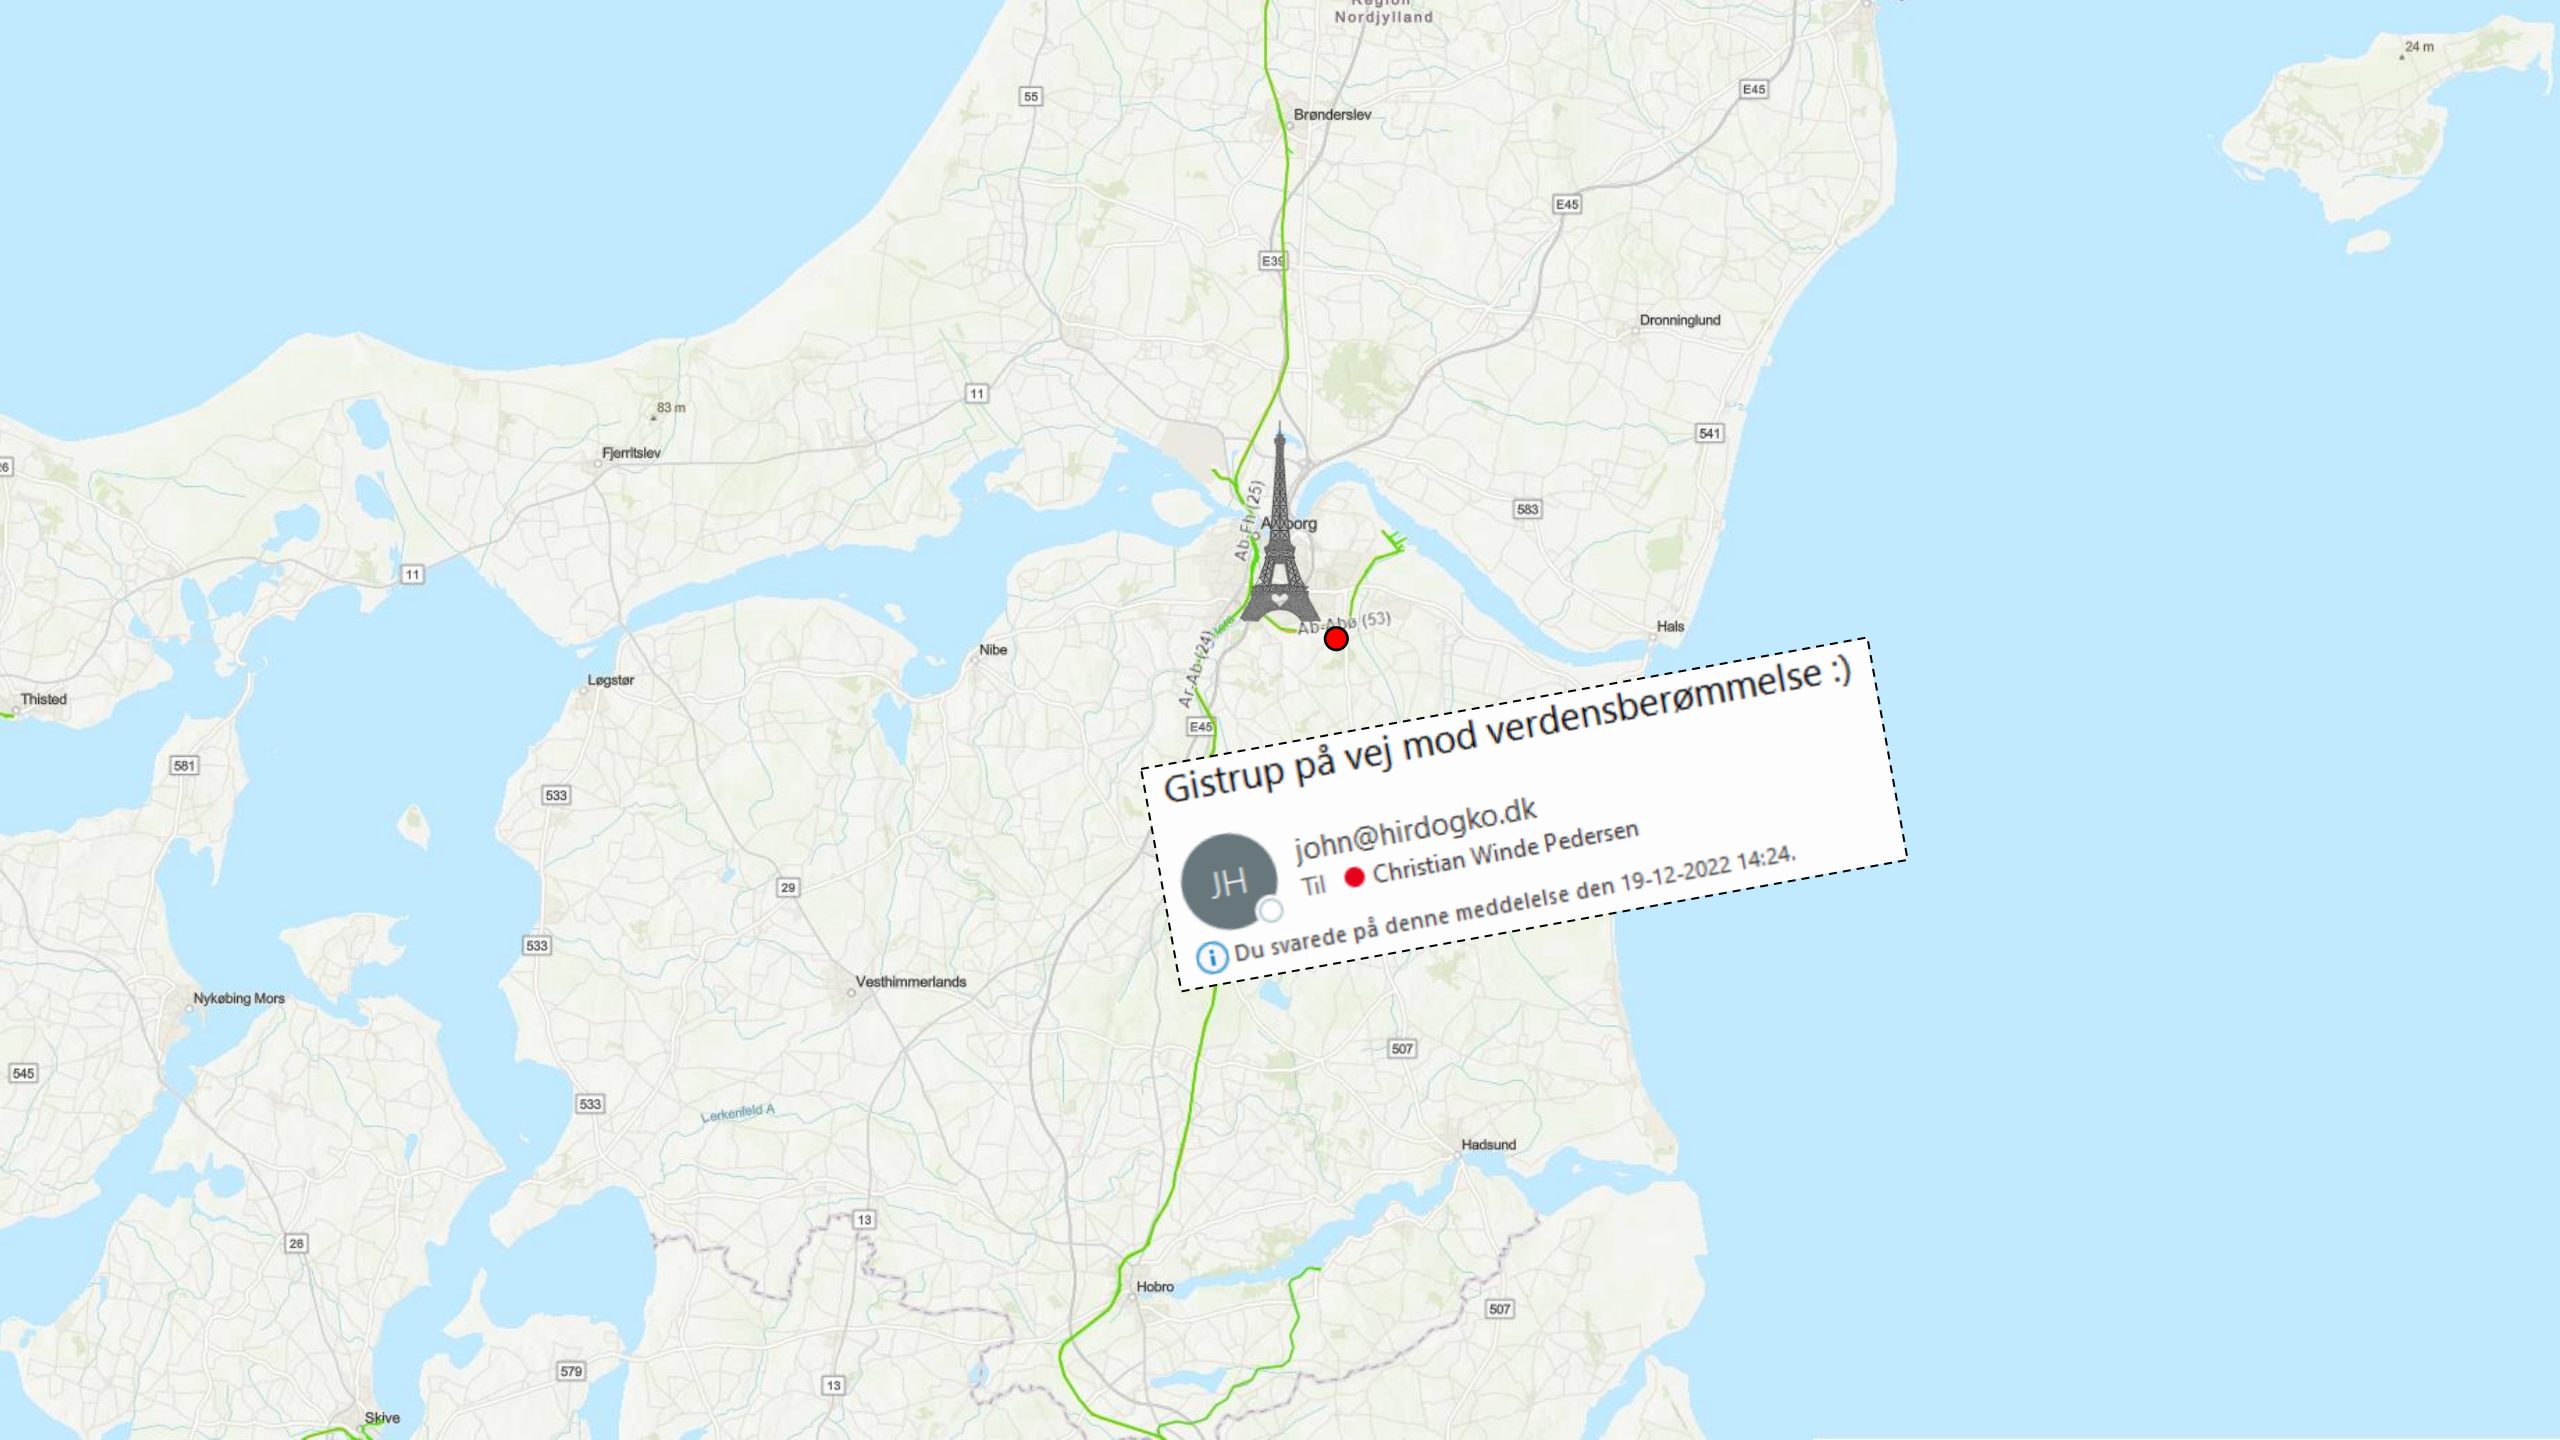 Region
Nordjylland
24 m
55
E45
Brønderslev
E45
E39
Dronninglund
11
83 m
541
Fjerritslev
26
Ab-Fh (25)
583
11
Ab-Abø (53)
Hals
Nibe
Ar-Ab (24)
Løgstør
Thisted
E45
581
533
Gistrup på vej mod verdensberømmelse :)
JH
john@hirdogko.dk
Til Christian Winde Pedersen
Du svarede på denne meddelelse den 19-12-2022 14:24.
29
533
Vesthimmerlands
Nykøbing Mors
507
545
533
Lerkenfeld A
Hadsund
13
26
Hobro
507
579
13
Skive